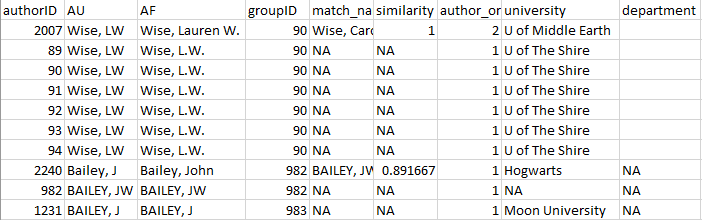 authorID AU AF groupID match_na similarity author_or university department
2007 Wise, LW Wise, Lauren W. 90 Wise, Card 1 2 U of Middle Earth
89 Wise, LW Wise, L.W. 90 NA NA 1 U of The Shire
90 Wise, LW Wise, L.W. 90 NA NA 1 U of The Shire
91 Wise, LW Wise, L.W. 90 NA NA 1 U of The Shire
92 Wise, LW Wise, L.W. 90 NA NA 1 U of The Shire
93 Wise, LW Wise, L.W. 90 NA NA 1 U of The Shire
94 Wise, LW Wise, L.W. 90 NA NA 1 U of The Shire
2240 Bailey, J Bailey, John 982 BAILEY, JW 0.891667 1 Hogwarts NA
982 BAILEY, JW BAILEY, JW 982 NA NA 1 NA NA
1231 BAILEY, J BAILEY, J 983 NA NA 1 Moon University NA